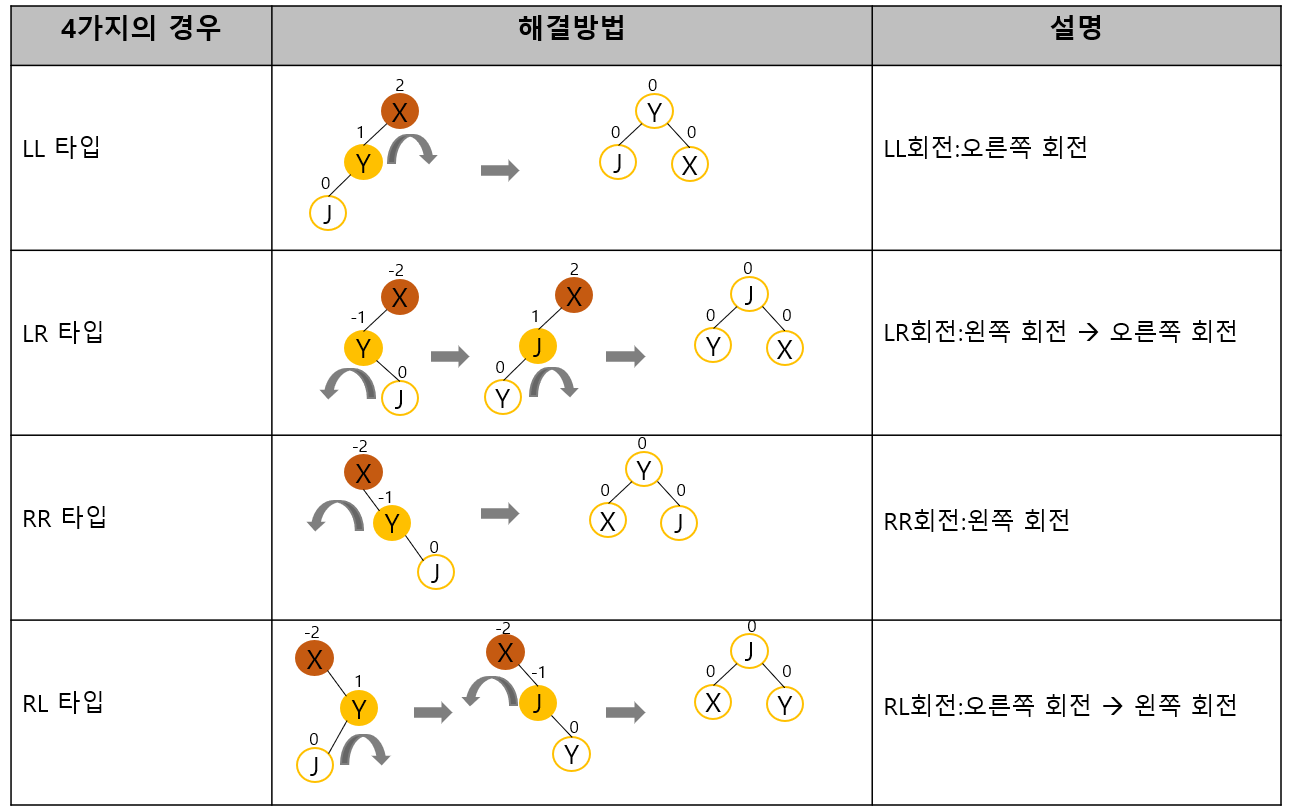 4가지의 경우 해결방법 설명
LL 타입
2
X
1
Y
0
J
0
Y
0 0
J X
LL회전:오른쪽 회전
LR 타입
-2
X
-1
Y
0
J
2
X
1
J
0
Y
0
J
0 0
Y X
LR회전:왼쪽 회전 → 오른쪽 회전
RR 타입
-2
X
-1
Y
0
J
0
Y
0 0
X J
RR회전:왼쪽 회전
RL 타입
-2
X
1
Y
0
J
-2
X
-1
J
0
Y
0
J
0 0
X Y
RL회전:오른쪽 회전 → 왼쪽 회전